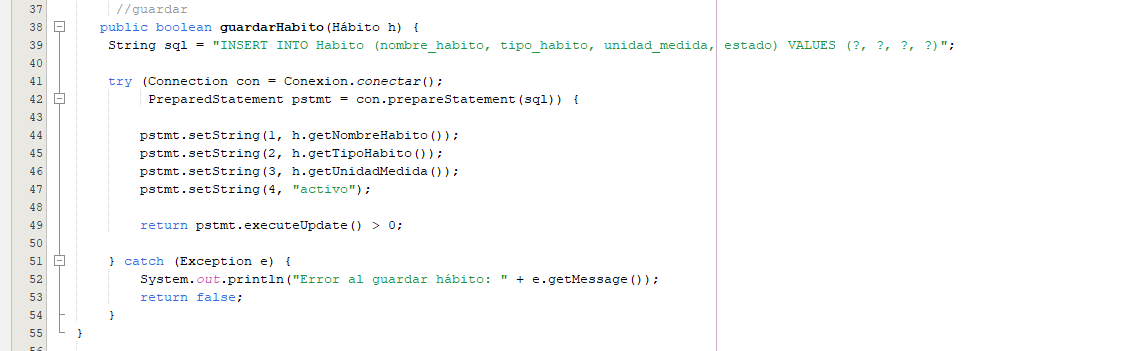 37 //guardar
38 public boolean guardarHabito(Hábito h) {
39 String sql = "INSERT INTO Habito (nombre_habito, tipo_habito, unidad_medida, estado) VALUES (?, ?, ?, ?)";
40
41 try (Connection con = Conexion.conectar();
42 PreparedStatement pstmt = con.prepareStatement(sql)) {
43
44 pstmt.setString(1, h.getNombreHabito());
45 pstmt.setString(2, h.getTipoHabito());
46 pstmt.setString(3, h.getUnidadMedida());
47 pstmt.setString(4, "activo");
48
49 return pstmt.executeUpdate() > 0;
50
51 } catch (Exception e) {
52 System.out.println("Error al guardar hábito: " + e.getMessage());
53 return false;
54 }
55 }
56